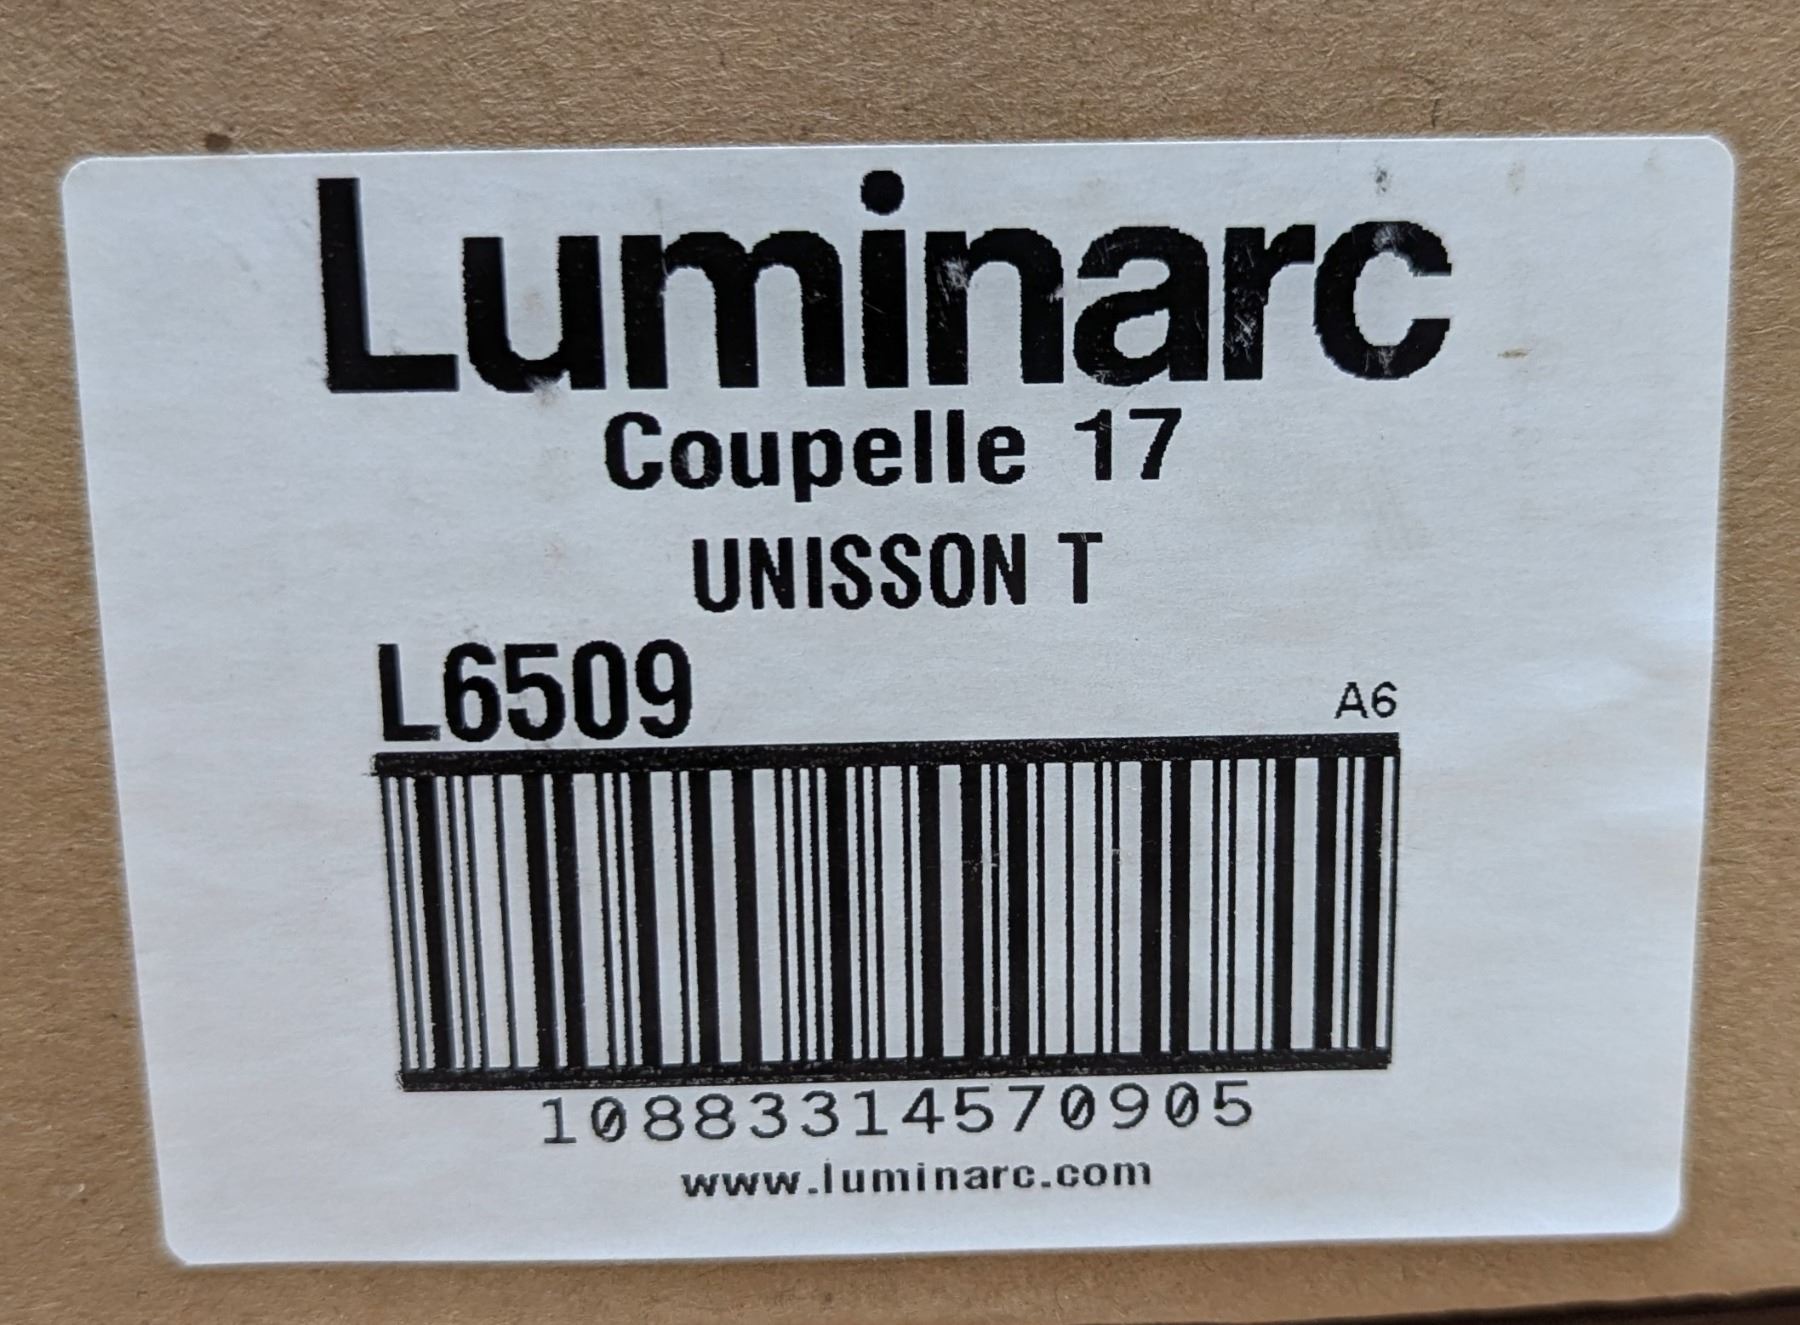 Luminarc
Coupelle 17
UNISSON T
L6509
A6
10883314570905
www.luminarc.com